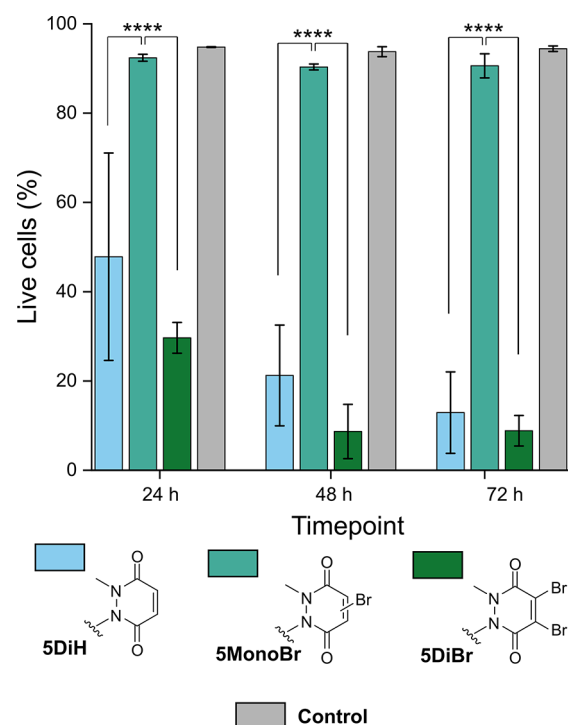 100
80
60
40
20
0
Live cells (%)
****
****
****
24 h
48 h
72 h
Timepoint
O
N
N
O
5DiH
O
N
N
Br
O
5MonoBr
O
N
N
Br
Br
O
5DiBr
Control